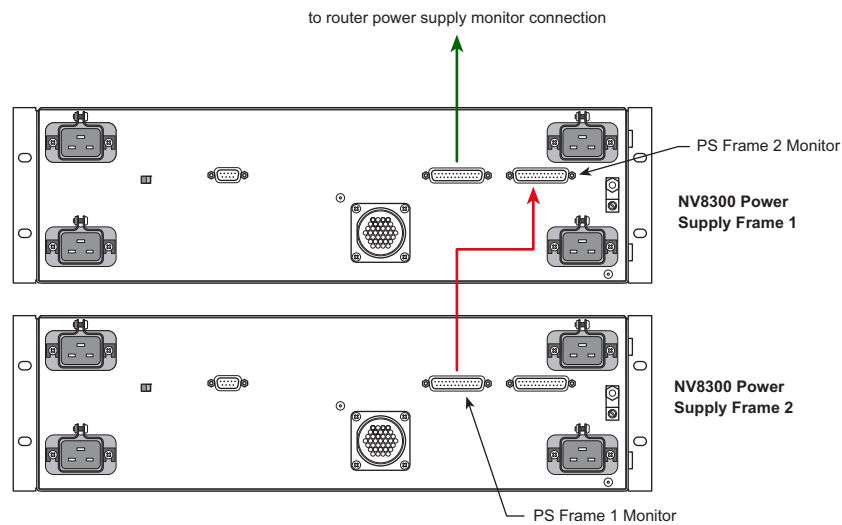 to router power supply monitor connection
PS Frame 2 Monitor
NV8300 Power
Supply Frame 1
NV8300 Power
Supply Frame 2
PS Frame 1 Monitor